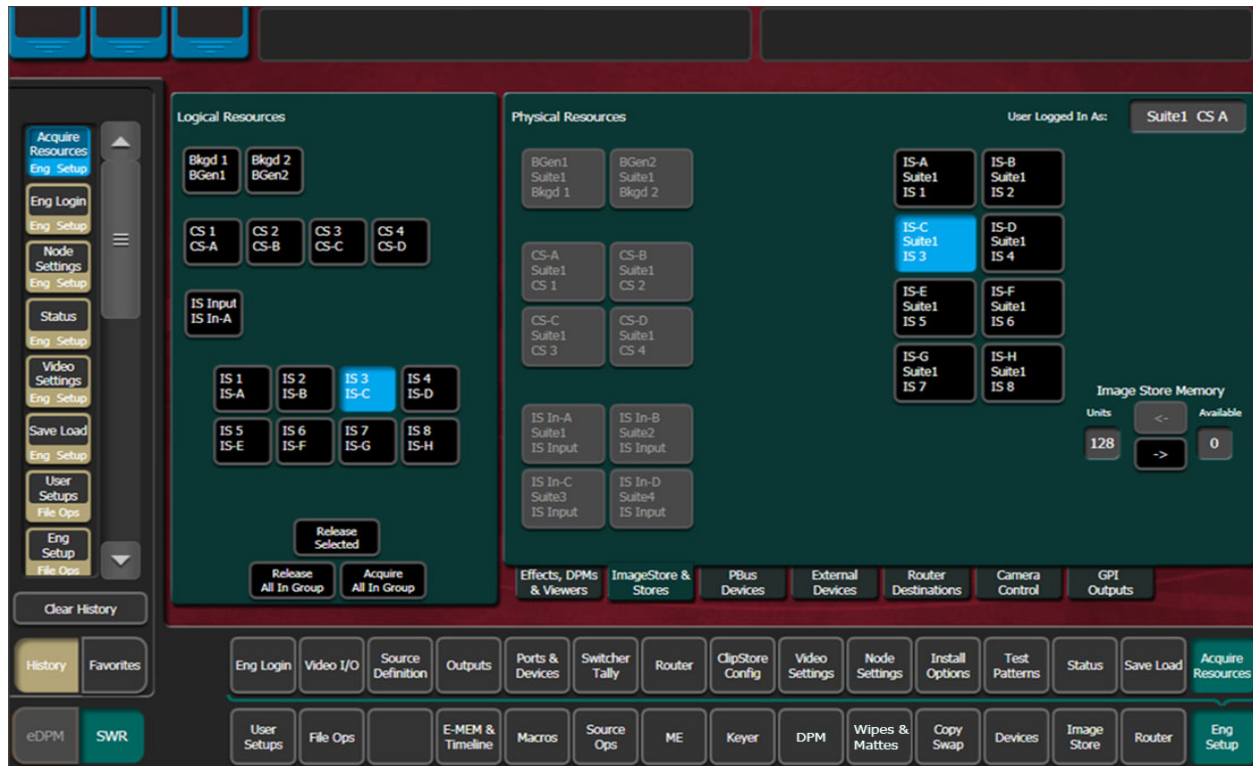 Logical Resources
Physical Resources
User Logged In As:
Suite1 CS A
Acquire
Resources
Eng Setup
Eng Login
Eng Setup
Node
Settings
Eng Setup
Status
Eng Setup
Video
Settings
Eng Setup
Save Load
Eng Setup
User
Setups
File Ops
Eng
Setup
File Ops
Clear History
History
Favorites
eDPM
SWR
Bkgd 1
BGen1
Bkgd 2
BGen2
CS 1
CS-A
CS 2
CS-B
CS 3
CS-C
CS 4
CS-D
IS Input
IS In-A
IS 1
IS-A
IS 2
IS-B
IS 3
IS-C
IS 4
IS-D
IS 5
IS-E
IS 6
IS-F
IS 7
IS-G
IS 8
IS-H
Release
Selected
Release
All In Group
Acquire
All In Group
BGen1
Suite1
Bkgd 1
BGen2
Suite1
Bkgd 2
CS-A
Suite1
CS 1
CS-B
Suite1
CS 2
CS-C
Suite1
CS 3
CS-D
Suite1
CS 4
IS In-A
Suite1
IS Input
IS In-B
Suite2
IS Input
IS In-C
Suite3
IS Input
IS In-D
Suite4
IS Input
IS-A
Suite1
IS 1
IS-B
Suite1
IS 2
IS-C
Suite1
IS 3
IS-D
Suite1
IS 4
IS-E
Suite1
IS 5
IS-F
Suite1
IS 6
IS-G
Suite1
IS 7
IS-H
Suite1
IS 8
Image Store Memory
Units
<-
Available
128
->
0
Effects, DPMs
& Viewers
ImageStore &
Stores
PBus
Devices
External
Devices
Router
Destinations
Camera
Control
GPI
Outputs
Eng Login
Video I/O
Source
Definition
Outputs
Ports &
Devices
Switcher
Tally
Router
ClipStore
Config
Video
Settings
Node
Settings
Install
Options
Test
Patterns
Status
Save Load
Acquire
Resources
User
Setups
File Ops
E-MEM &
Timeline
Macros
Source
Ops
ME
Keyer
DPM
Wipes &
Mattes
Copy
Swap
Devices
Image
Store
Router
Eng
Setup